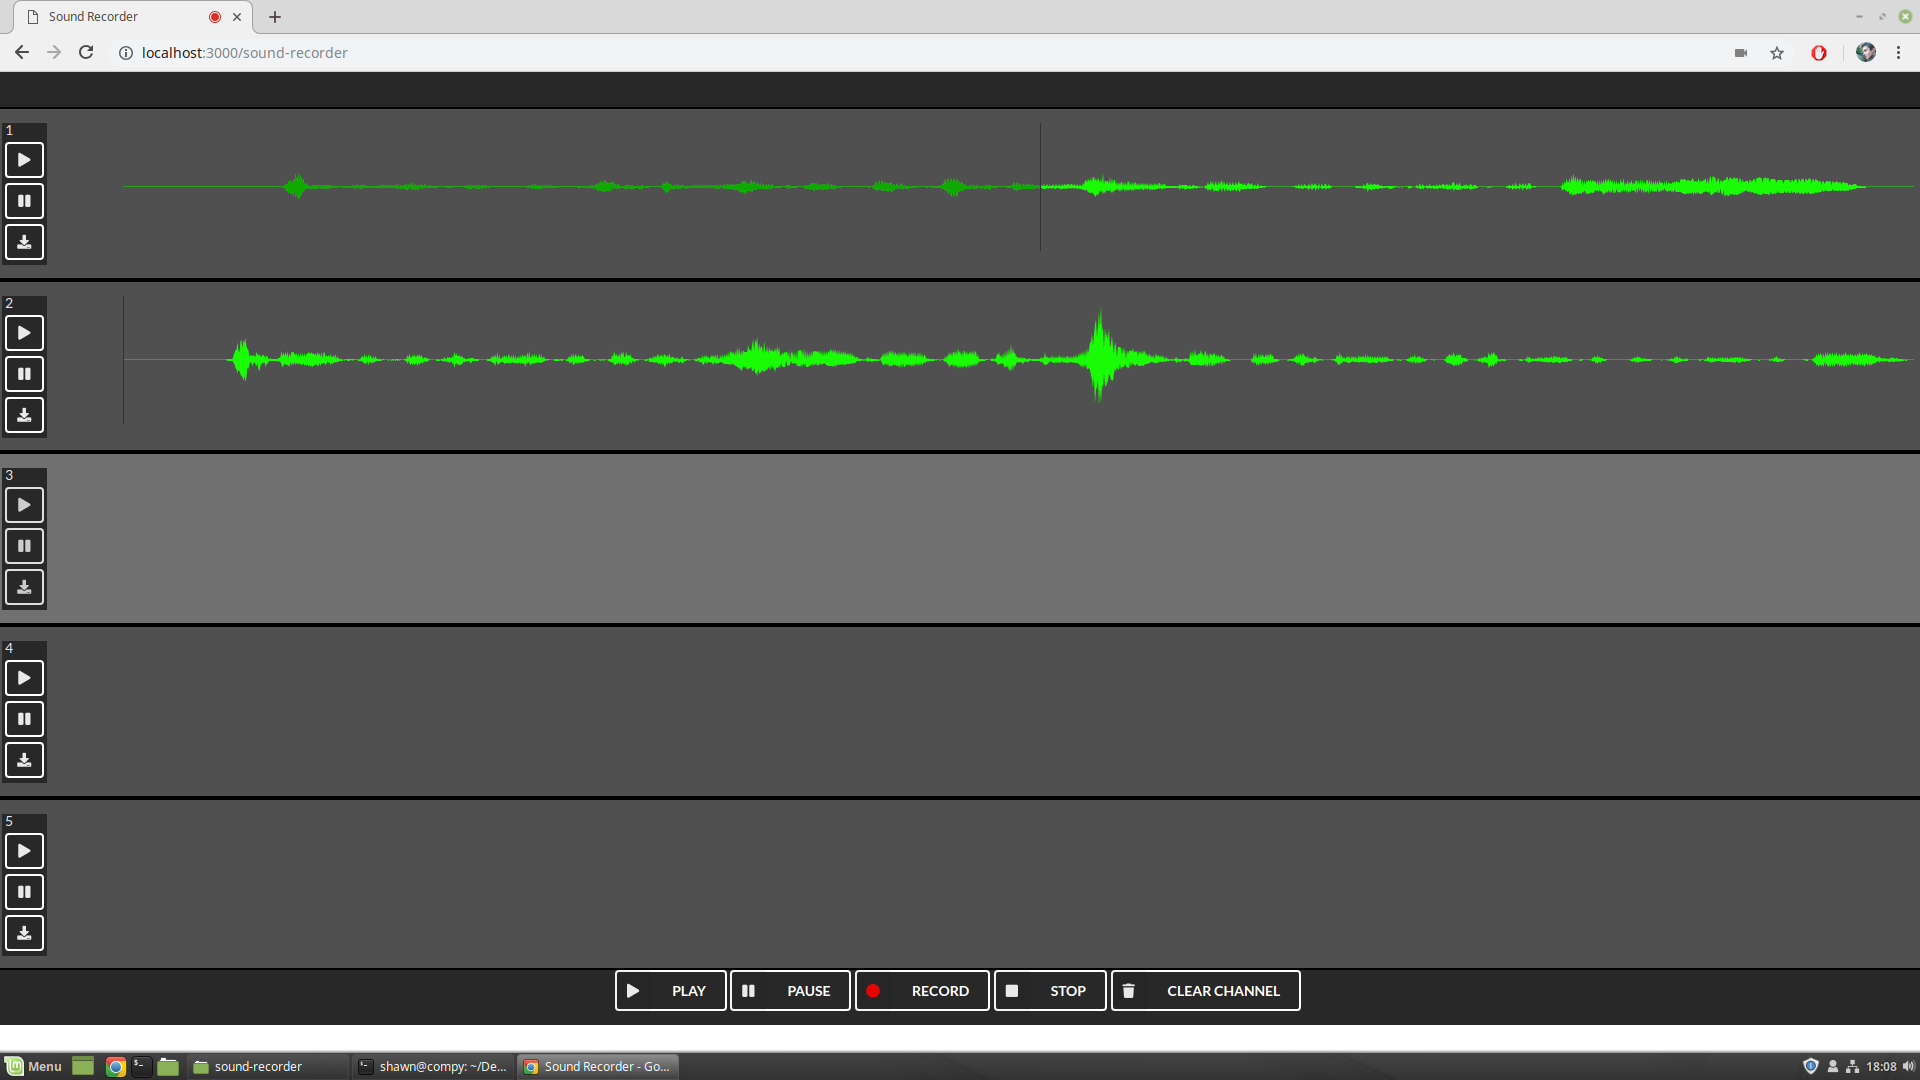 Sound Recorder
localhost:3000/sound-recorder
1
2
3
4
5
PLAY
PAUSE
RECORD
STOP
CLEAR CHANNEL
Menu
sound-recorder
shawn@compy: ~/De...
Sound Recorder - Go...
18:08